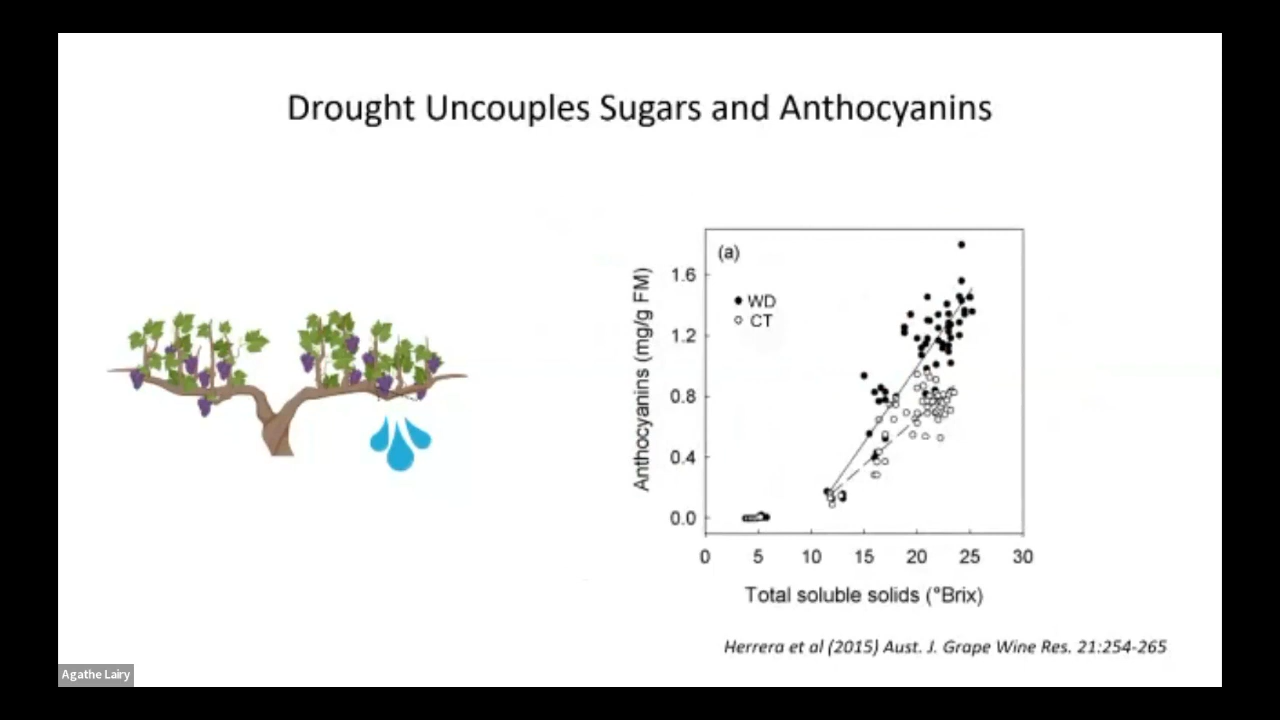 Drought Uncouples Sugars and Anthocyanins
(a)
WD
CT
Anthocyanins (mg/g FM)
1.6
1.2
0.8
0.4
0.0
0 5 10 15 20 25 30
Total soluble solids (°Brix)
Herrera et al (2015) Aust. J. Grape Wine Res. 21:254-265
Agathe Lairy